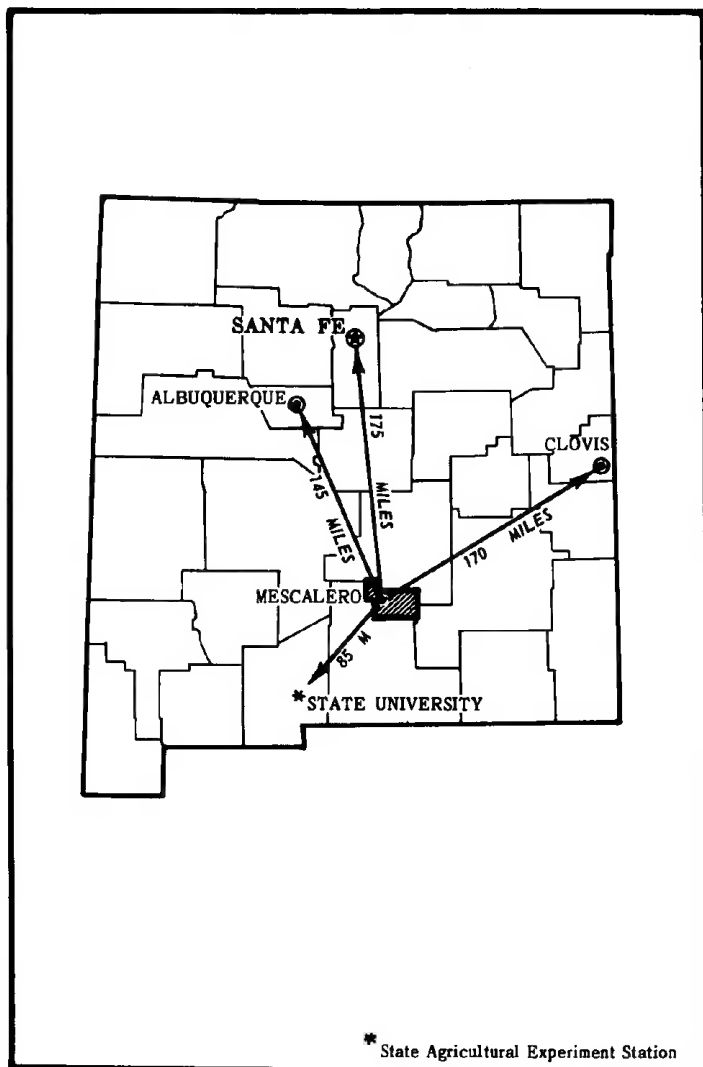 SANTA FE
ALBUQUERQUE
175
MILES
CLOVIS
145
MILES
170
MILES
MESCALERO
85 M
*STATE UNIVERSITY
* State Agricultural Experiment Station